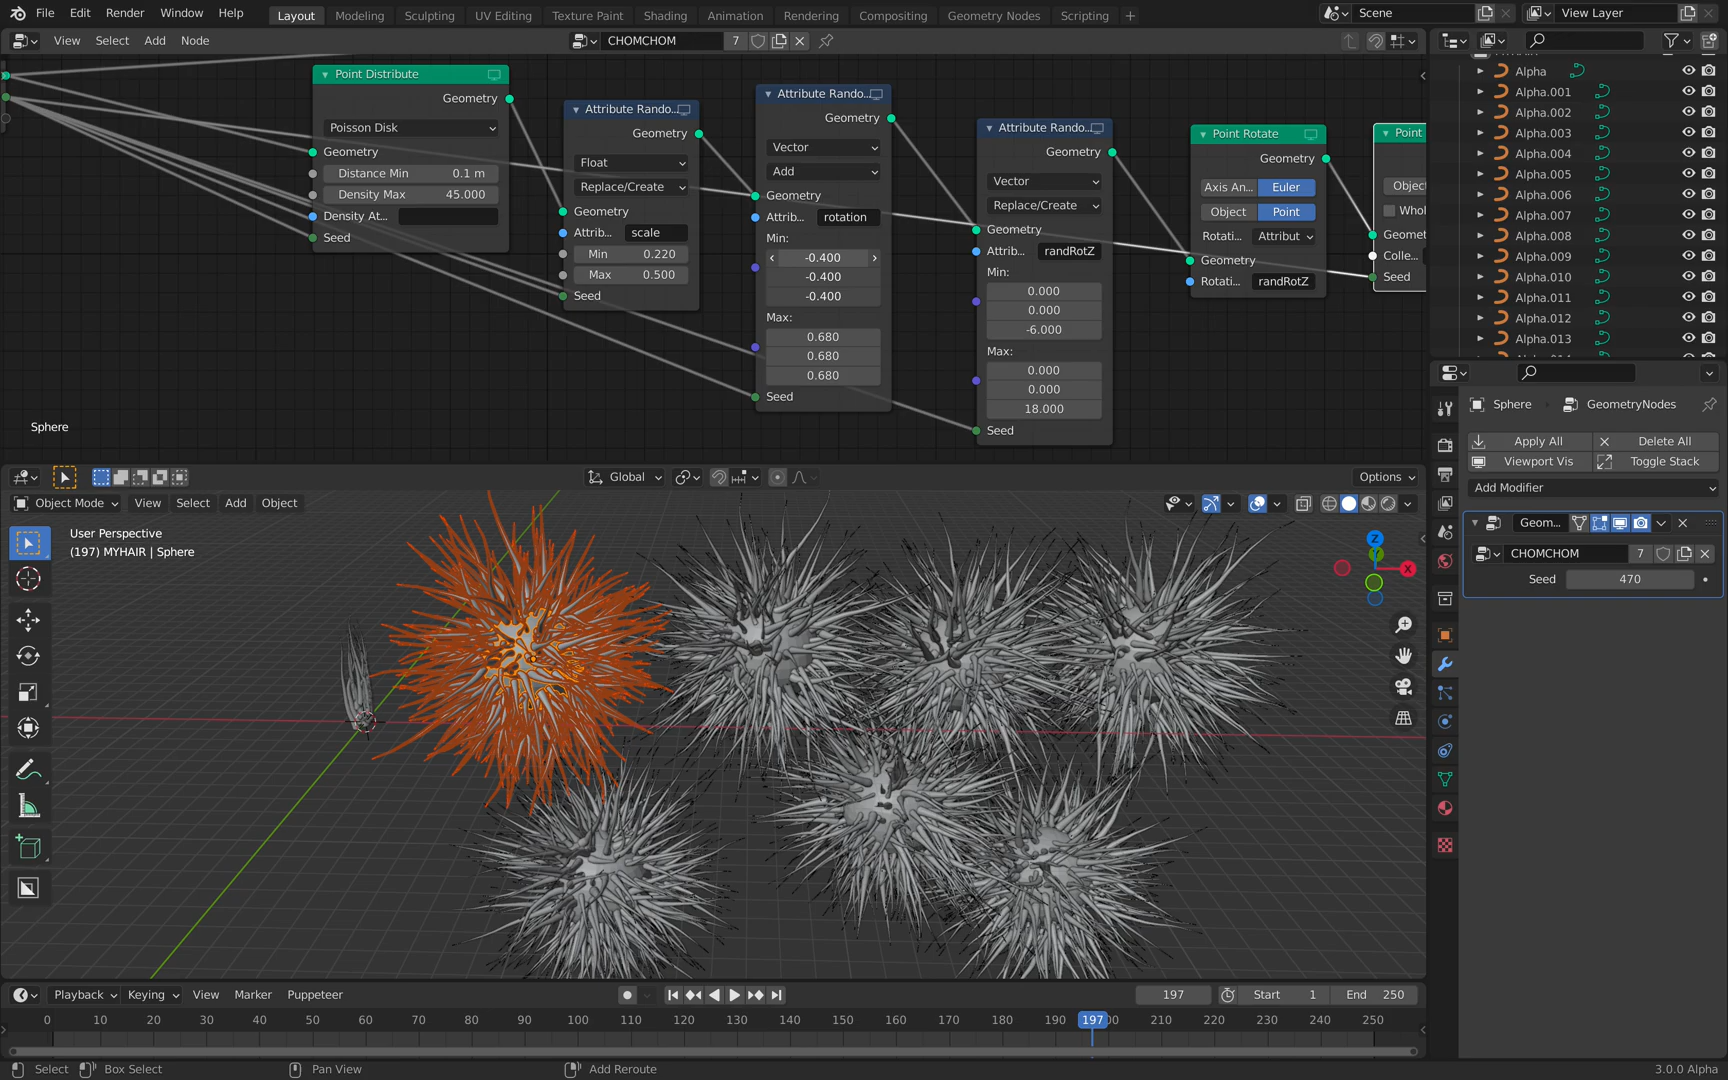 File Edit Render Window Help Layout Modeling Sculpting UV Editing Texture Paint Shading Animation Rendering Compositing Geometry Nodes Scripting + Scene View Layer
View Select Add Node CHOMCHOM 7
Point Distribute
Geometry
Poisson Disk
Geometry
Distance Min 0.1 m
Density Max 45.000
Density At...
Seed
Attribute Rando...
Geometry
Float
Replace/Create
Geometry
Attrib... scale
Min 0.220
Max 0.500
Seed
Attribute Rando...
Geometry
Vector
Add
Geometry
Attrib... rotation
Min:
-0.400
-0.400
-0.400
Max:
0.680
0.680
0.680
Seed
Attribute Rando...
Geometry
Vector
Replace/Create
Geometry
Attrib... randRotZ
Min:
0.000
0.000
-6.000
Max:
0.000
0.000
18.000
Seed
Point Rotate
Geometry
Axis An... Euler
Object Point
Rotati... Attribut
Geometry
Rotati... randRotZ
Point
Object
Whol
Geomet
Colle...
Seed
Sphere
Alpha
Alpha.001
Alpha.002
Alpha.003
Alpha.004
Alpha.005
Alpha.006
Alpha.007
Alpha.008
Alpha.009
Alpha.010
Alpha.011
Alpha.012
Alpha.013
Sphere GeometryNodes
Apply All Delete All
Viewport Vis Toggle Stack
Add Modifier
Geom...
CHOMCHOM 7
Seed 470
Global Options
Object Mode View Select Add Object
User Perspective
(197) MYHAIR | Sphere
Z
Y
X
Playback Keying View Marker Puppeteer 197 Start 1 End 250
0 10 20 30 40 50 60 70 80 90 100 110 120 130 140 150 160 170 180 190 197 210 220 230 240 250
Select Box Select Pan View Add Reroute 3.0.0 Alpha